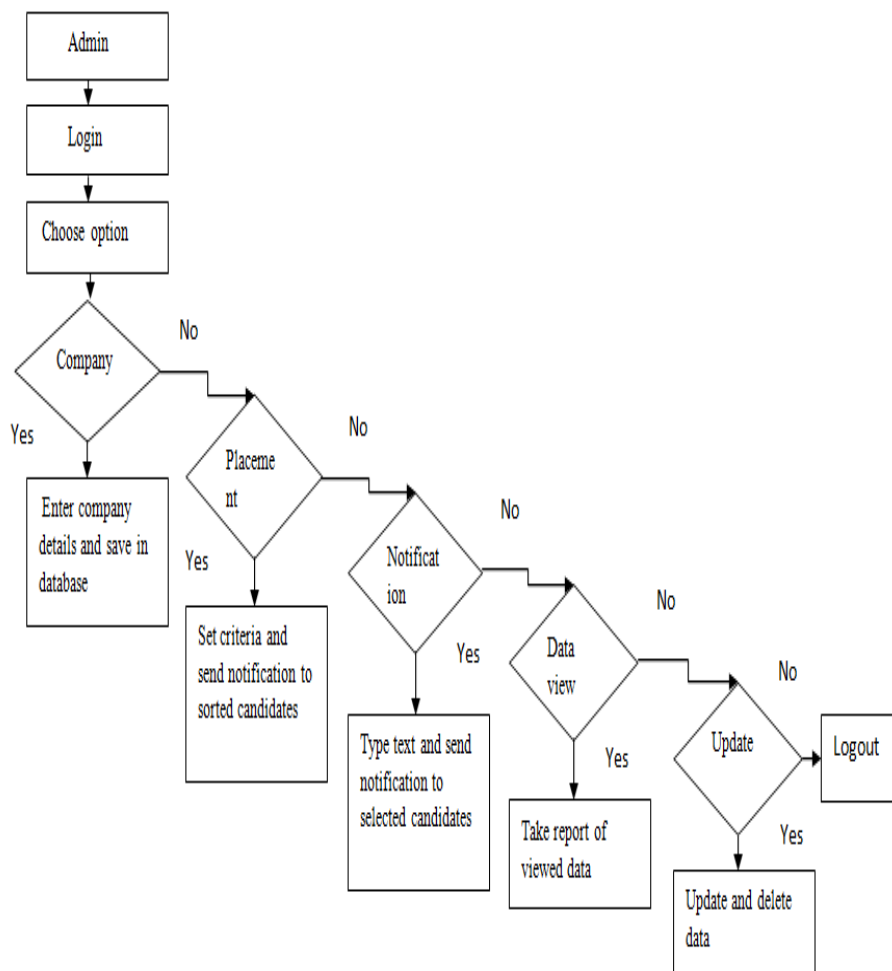 Admin
Login
Choose option
Company
No
Yes
Enter company
details and save in
database
Placeme
nt
No
Yes
Set criteria and
send notification to
sorted candidates
Notificat
ion
No
Yes
Type text and send
notification to
selected candidates
Data
view
No
Yes
Take report of
viewed data
Update
No
Logout
Yes
Update and delete
data